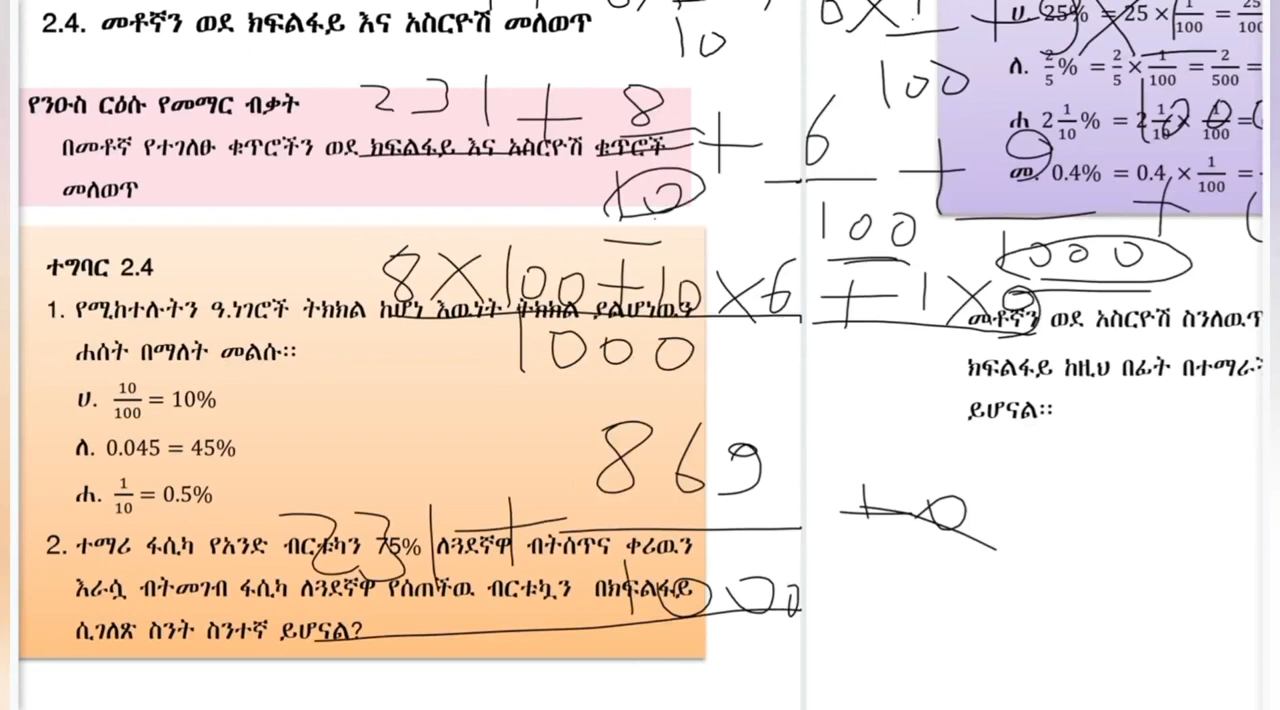 2.4. መቶኛን ወደ ክፍልፋይ እና አስርዮሽ መለወጥ
የንዑስ ርዕሱ የመማር ብቃት
በመቶኛ የተገለፁ ቁጥሮችን ወደ ክፍልፋይ እና አስርዮሽ ቁጥሮች
መለወጥ
ተግባር 2.4
1. የሚከተሉትን ዓ.ነገሮች ትክክል ከሆነ እዉነት ትክክል ያልሆነዉን
ሐሰት በማለት መልሱ፡፡
ሀ. 10/100 = 10%
ለ. 0.045 = 45%
ሐ. 1/10 = 0.5%
2. ተማሪ ፋሲካ የአንድ ብርቱካን 75% ለጓደኛዋ ብትሰጥና ቀሪዉን
እራሷ ብትመገብ ፋሲካ ለጓደኛዋ የሰጠችዉ ብርቱኳን በክፍልፋይ
ሲገለጽ ስንት ስንተኛ ይሆናል?
ሀ. 25% = 25 × 1/100 =
ለ. 2/5% = 2/5 × 1/100 = 2/500 =
ሐ 2 1/10% = 2 1/10 × 1/100 =
መ. 0.4% = 0.4 × 1/100 =
መቶኛን ወደ አስርዮሽ ስንለዉጥ
ክፍልፋይ ከዚህ በፊት በተማራ
ይሆናል፡፡
10
100
231 + 8/10 + 6/100 + 9/1000 +
8 × 100 + 10 × 6 + 1 × 9
1000
231 + 869/1000